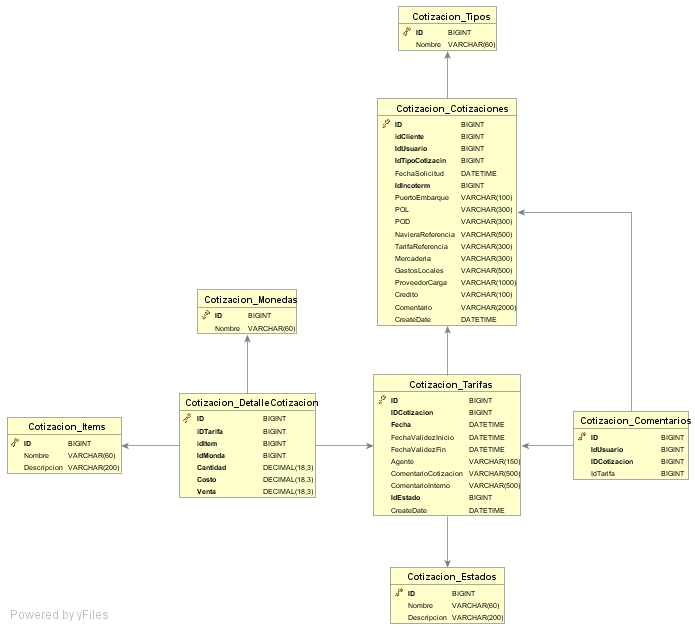 Cotizacion_Tipos
ID BIGINT
Nombre VARCHAR(60)
Cotizacion_Cotizaciones
ID BIGINT
idCliente BIGINT
IdUsuario BIGINT
IdTipoCotizacin BIGINT
FechaSolicitud DATETIME
IdIncoterm BIGINT
PuertoEmbarque VARCHAR(100)
POL VARCHAR(300)
POD VARCHAR(300)
NavieraReferencia VARCHAR(500)
TarifaReferencia VARCHAR(300)
Mercaderia VARCHAR(300)
GastosLocales VARCHAR(500)
ProveedorCarga VARCHAR(1000)
Credito VARCHAR(100)
Comentario VARCHAR(2000)
CreateDate DATETIME
Cotizacion_Monedas
ID BIGINT
Nombre VARCHAR(60)
Cotizacion_Items
ID BIGINT
Nombre VARCHAR(60)
Descripcion VARCHAR(200)
Cotizacion_DetalleCotizacion
ID BIGINT
IDTarifa BIGINT
idItem BIGINT
IdMonda BIGINT
Cantidad DECIMAL(18,3)
Costo DECIMAL(18,3)
Venta DECIMAL(18,3)
Cotizacion_Tarifas
ID BIGINT
IDCotizacion BIGINT
Fecha DATETIME
FechaValidezInicio DATETIME
FechaValidezFin DATETIME
Agente VARCHAR(150)
ComentarioCotizacion VARCHAR(500)
ComentarioInterno VARCHAR(500)
IdEstado BIGINT
CreateDate DATETIME
Cotizacion_Comentarios
ID BIGINT
IdUsuario BIGINT
IDCotizacion BIGINT
IdTarifa BIGINT
Cotizacion_Estados
ID BIGINT
Nombre VARCHAR(60)
Descripcion VARCHAR(200)
Powered by yFiles